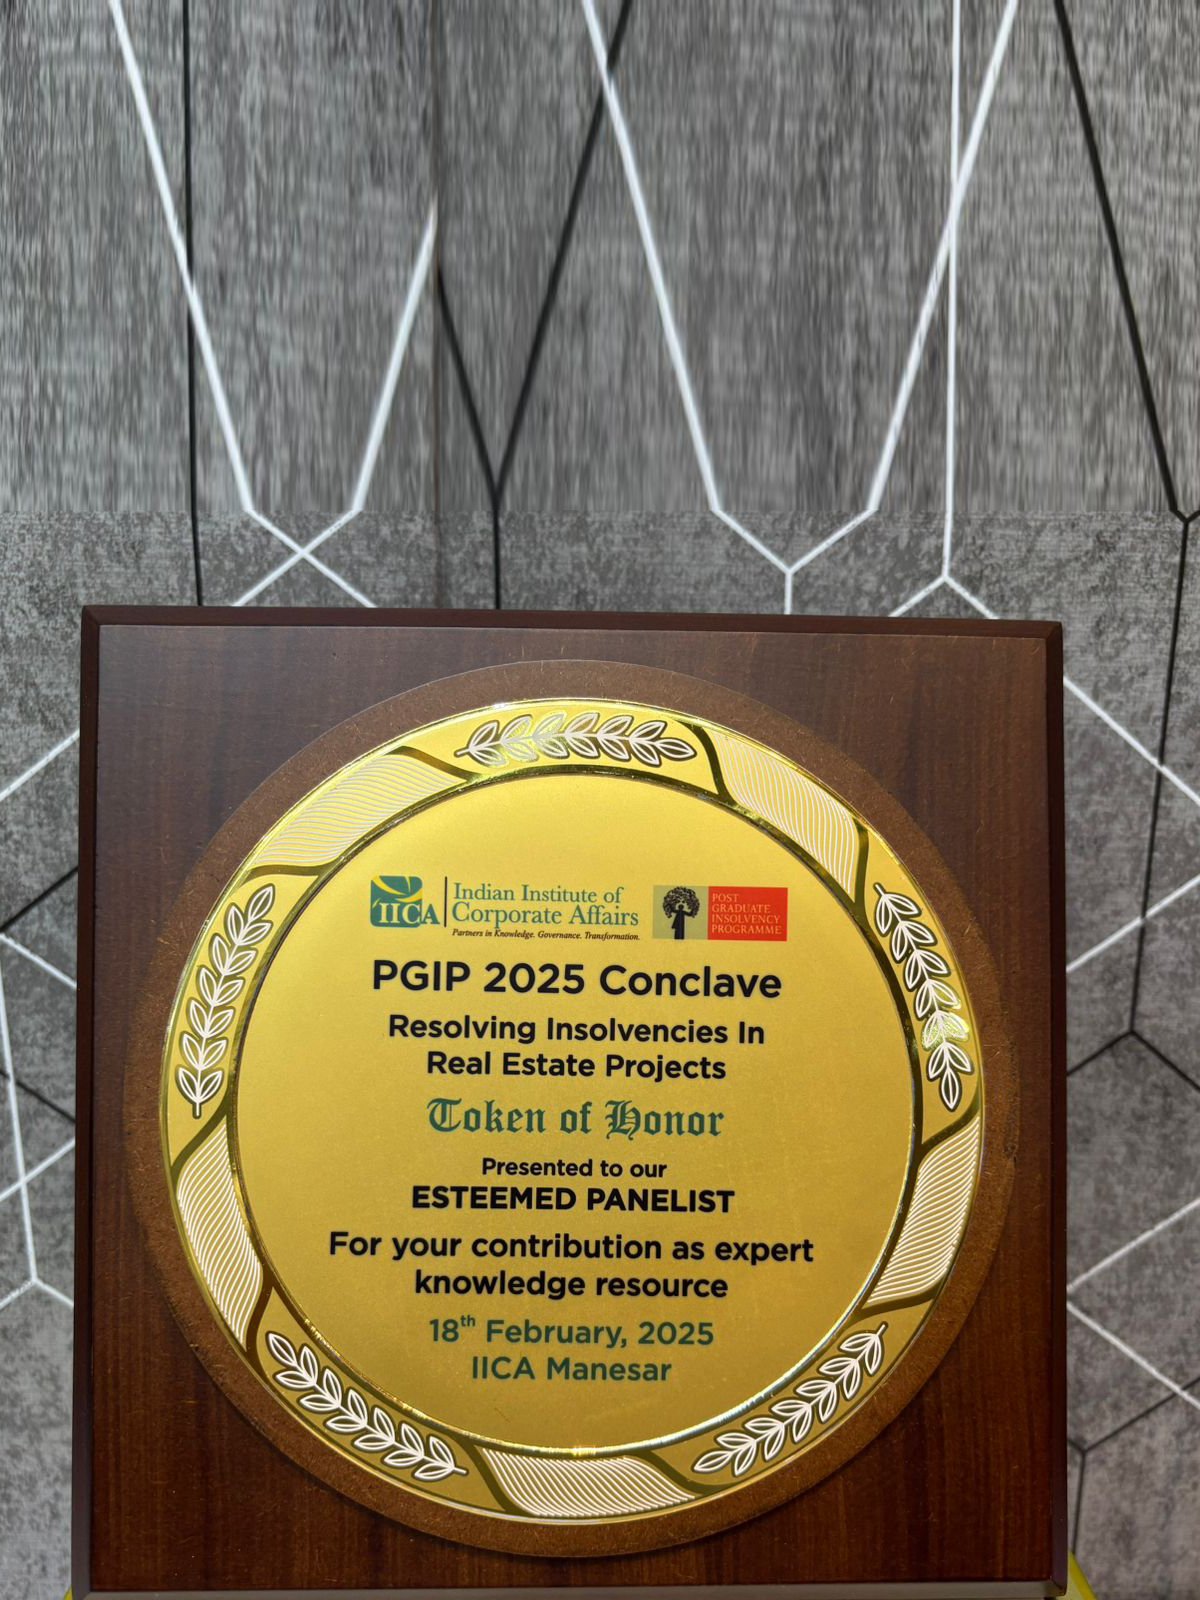 IICA
Indian Institute of
Corporate Affairs
Partners in Knowledge. Governance. Transformation.
POST
GRADUATE
INSOLVENCY
PROGRAMME
PGIP 2025 Conclave
Resolving Insolvencies In
Real Estate Projects
Token of Honor
Presented to our
ESTEEMED PANELIST
For your contribution as expert
knowledge resource
18th February, 2025
IICA Manesar